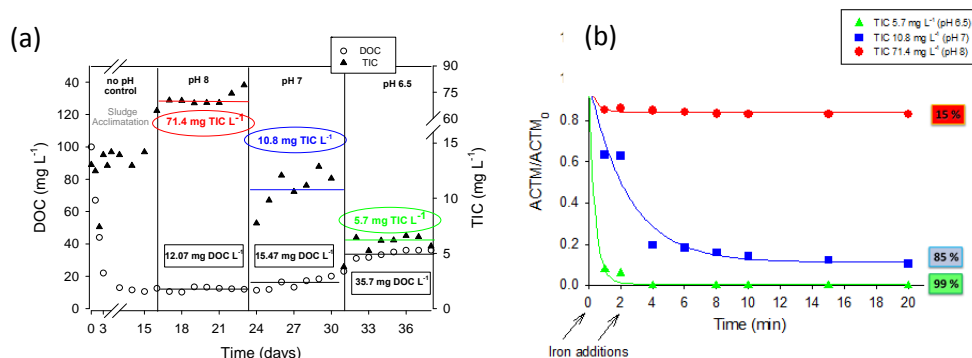 (a)
DOC
TIC
no pH
control
pH 8
pH 7
pH 6.5
Sludge
Acclimatation
71.4 mg TIC L⁻¹
10.8 mg TIC L⁻¹
5.7 mg TIC L⁻¹
12.07 mg DOC L⁻¹
15.47 mg DOC L⁻¹
35.7 mg DOC L⁻¹
DOC (mg L⁻¹)
40
120
100
80
60
40
20
0
TIC (mg L⁻¹)
90
75
60
15
10
5
0
0 3 15 18 21 24 27 30 33 36
Time (days)
(b)
TIC 5.7 mg L⁻¹ (pH 6.5)
TIC 10.8 mg L⁻¹ (pH 7)
TIC 71.4 mg L⁻¹ (pH 8)
ACTM/ACTM₀
0.8
0.6
0.4
0.2
0.0
0 2 4 6 8 10 12 14 16 18 20
Time (min)
Iron additions
15 %
85 %
99 %